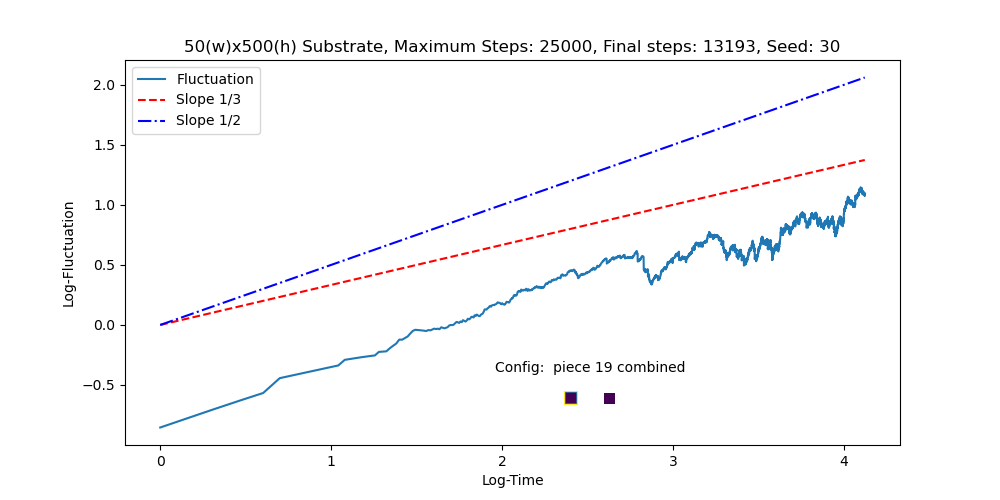 50(w)x500(h) Substrate, Maximum Steps: 25000, Final steps: 13193, Seed: 30
Fluctuation
Slope 1/3
Slope 1/2
2.0
1.5
1.0
0.5
0.0
−0.5
Log-Fluctuation
Config:  piece 19 combined
0
1
2
3
4
Log-Time